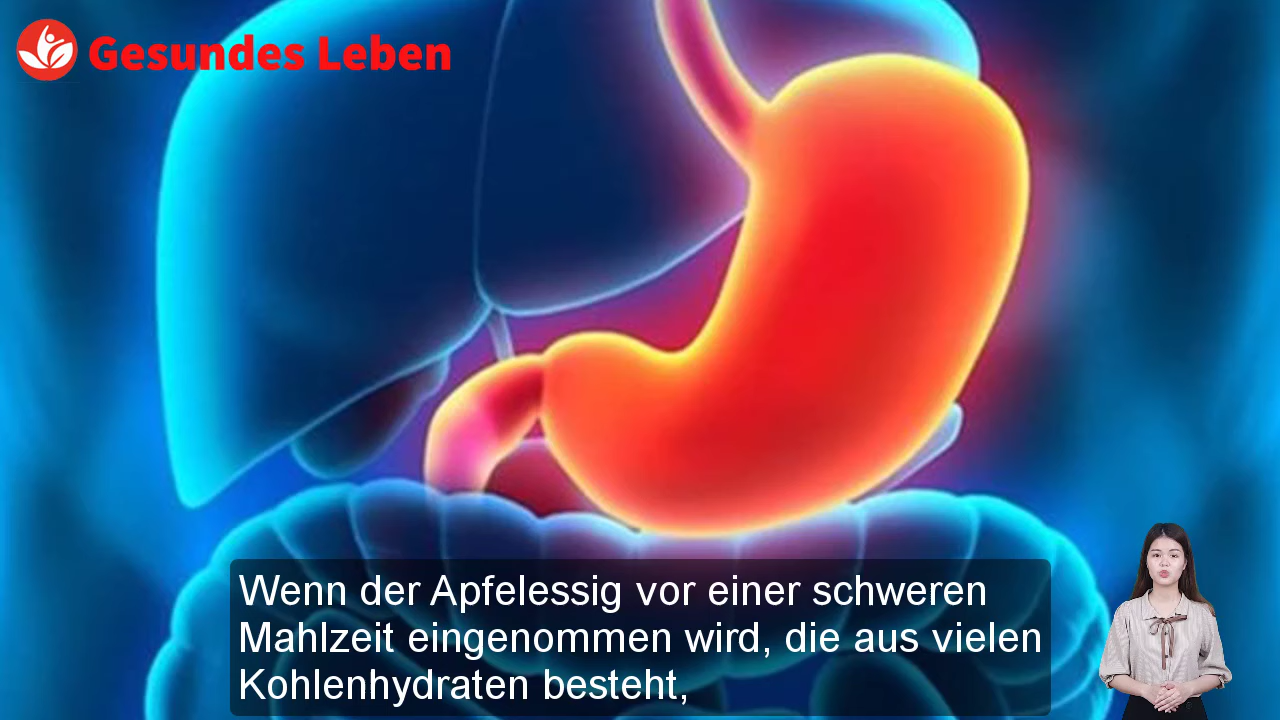 Gesundes Leben
Wenn der Apfelessig vor einer schweren
Mahlzeit eingenommen wird, die aus vielen
Kohlenhydraten besteht,